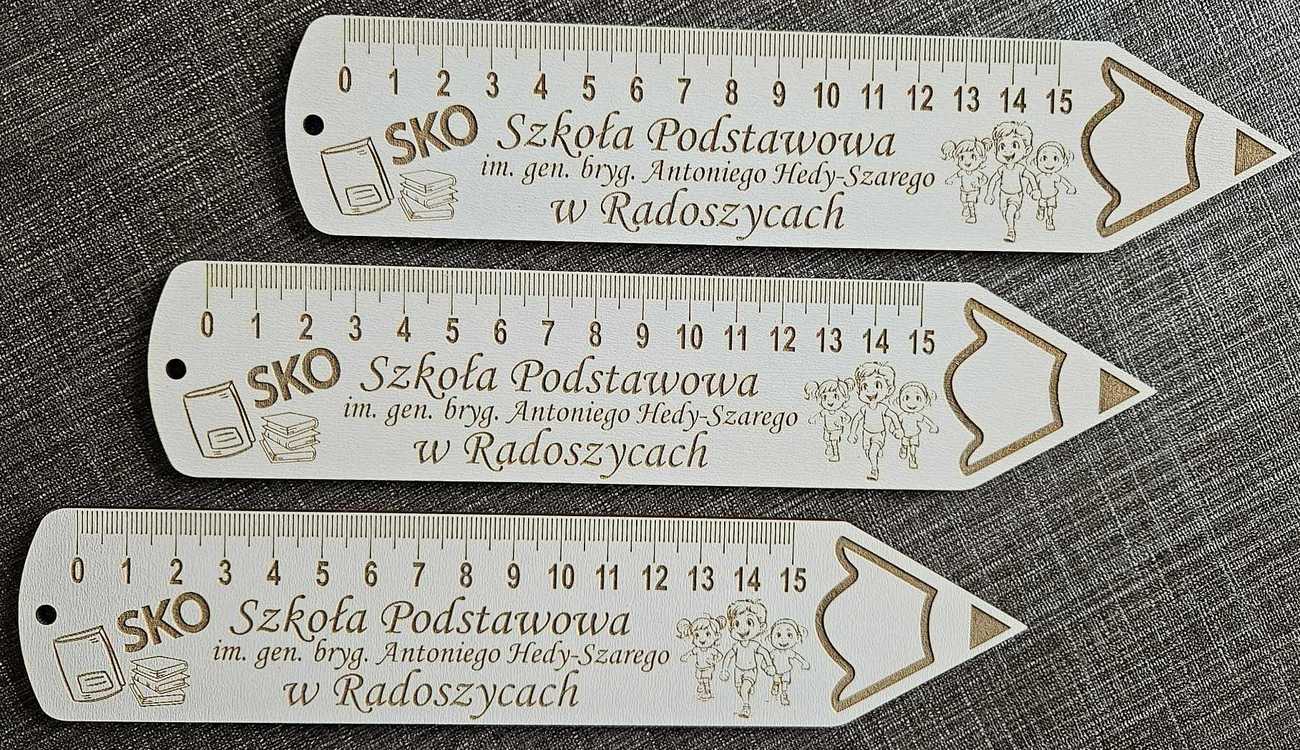 0 1 2 3 4 5 6 7 8 9 10 11 12 13 14 15
SKO
Szkoła Podstawowa
im. gen. bryg. Antoniego Hedy-Szarego
w Radoszycach
0 1 2 3 4 5 6 7 8 9 10 11 12 13 14 15
SKO
Szkoła Podstawowa
im. gen. bryg. Antoniego Hedy-Szarego
w Radoszycach
0 1 2 3 4 5 6 7 8 9 10 11 12 13 14 15
SKO
Szkoła Podstawowa
im. gen. bryg. Antoniego Hedy-Szarego
w Radoszycach